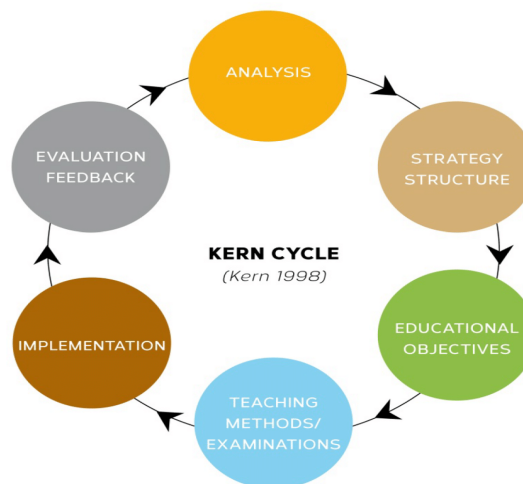 ANALYSIS
STRATEGY
STRUCTURE
EDUCATIONAL
OBJECTIVES
TEACHING
METHODS/
EXAMINATIONS
IMPLEMENTATION
EVALUATION
FEEDBACK
KERN CYCLE
(Kern 1998)